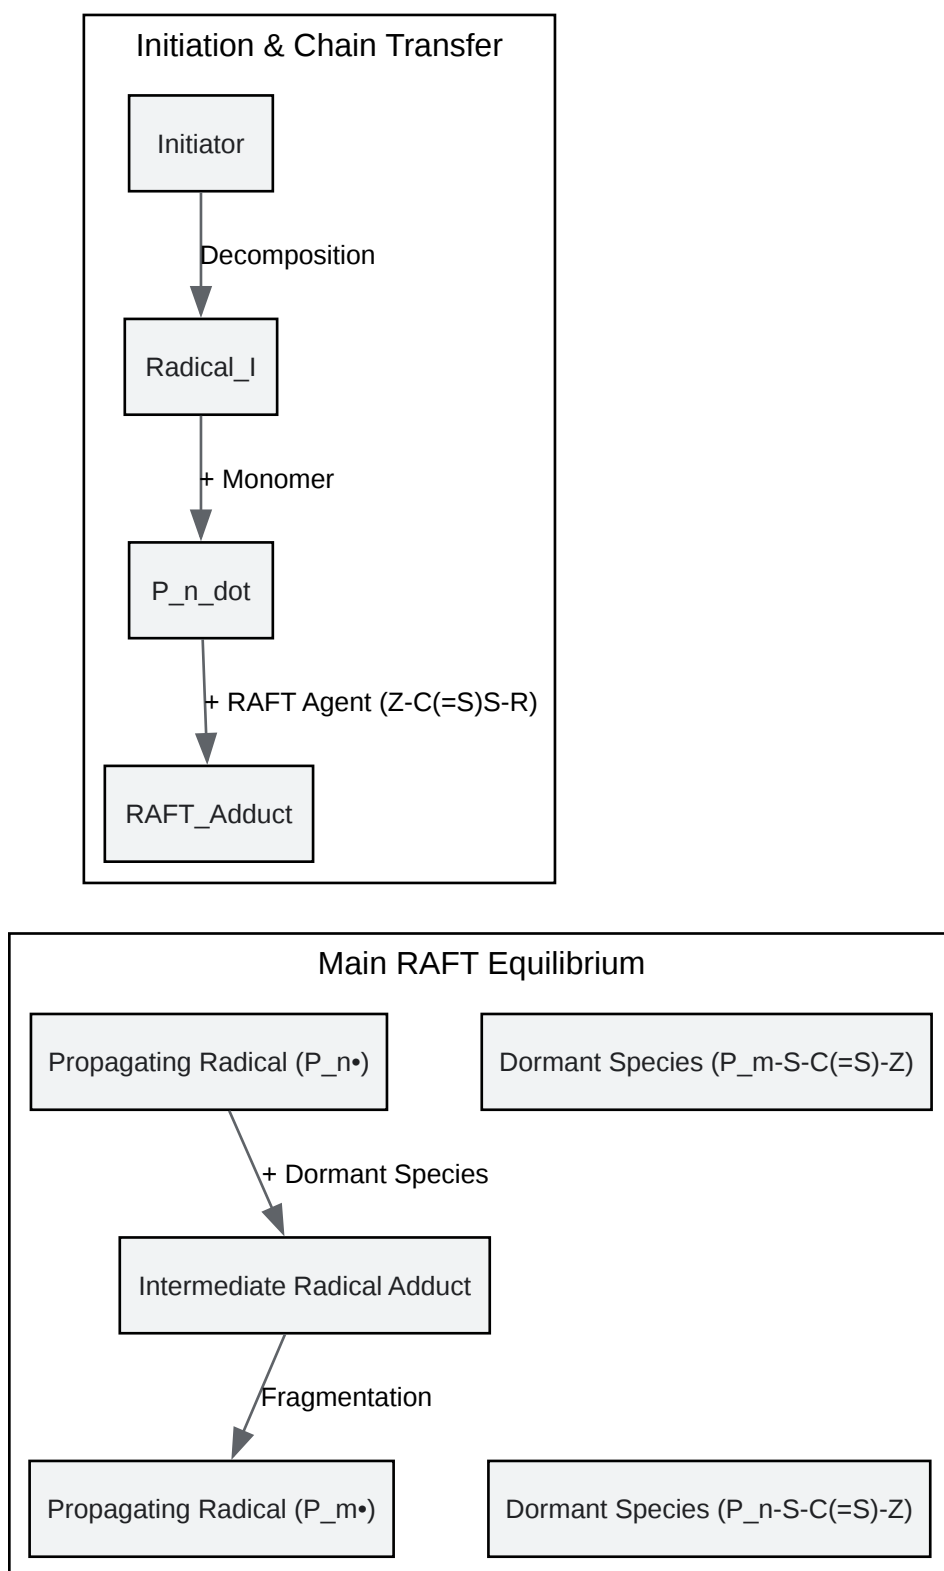 Initiation & Chain Transfer
Initiator
Decomposition
Radical_I
+ Monomer
P_n_dot
+ RAFT Agent (Z-C(=S)S-R)
RAFT_Adduct
Main RAFT Equilibrium
Propagating Radical (P_n•)
Dormant Species (P_m-S-C(=S)-Z)
+ Dormant Species
Intermediate Radical Adduct
Fragmentation
Propagating Radical (P_m•)
Dormant Species (P_n-S-C(=S)-Z)